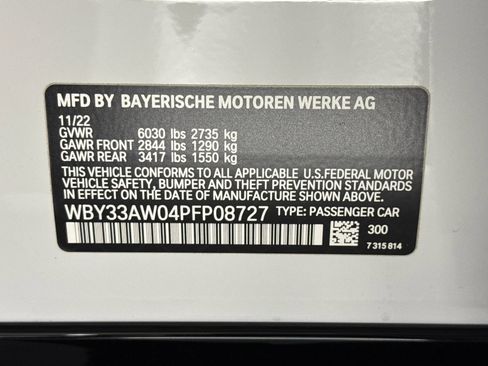 MFD BY BAYERISCHE MOTOREN WERKE AG
11/22
GVWR 6030 lbs 2735 kg
GAWR FRONT 2844 lbs 1290 kg
GAWR REAR 3417 lbs 1550 kg
THIS VEHICLE CONFORMS TO ALL APPLICABLE U.S.FEDERAL MOTOR
VEHICLE SAFETY, BUMPER AND THEFT PREVENTION STANDARDS
IN EFFECT ON THE DATE OF MANUFACTURE SHOWN ABOVE.
WBY33AW04PFP08727 TYPE: PASSENGER CAR
300
7 315 814